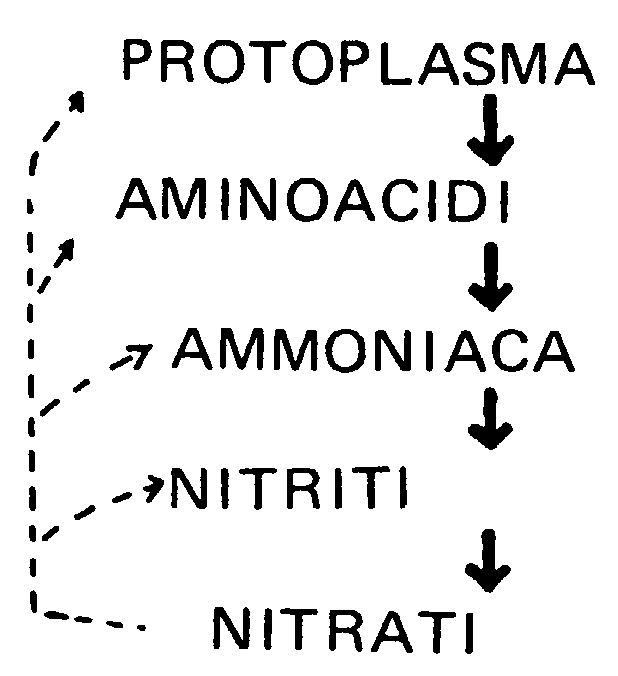 PROTOPLASMA
AMINOACIDI
AMMONIACA
NITRITI
NITRATI